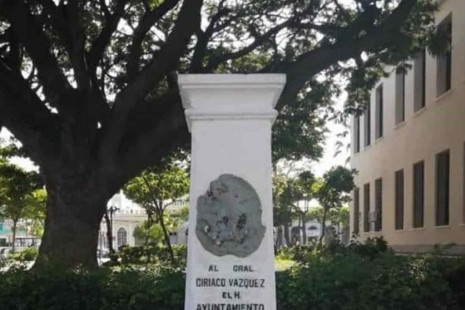 AL GRAL.
CIRIACO VAZQUEZ
EL H.
AYUNTAMIENTO